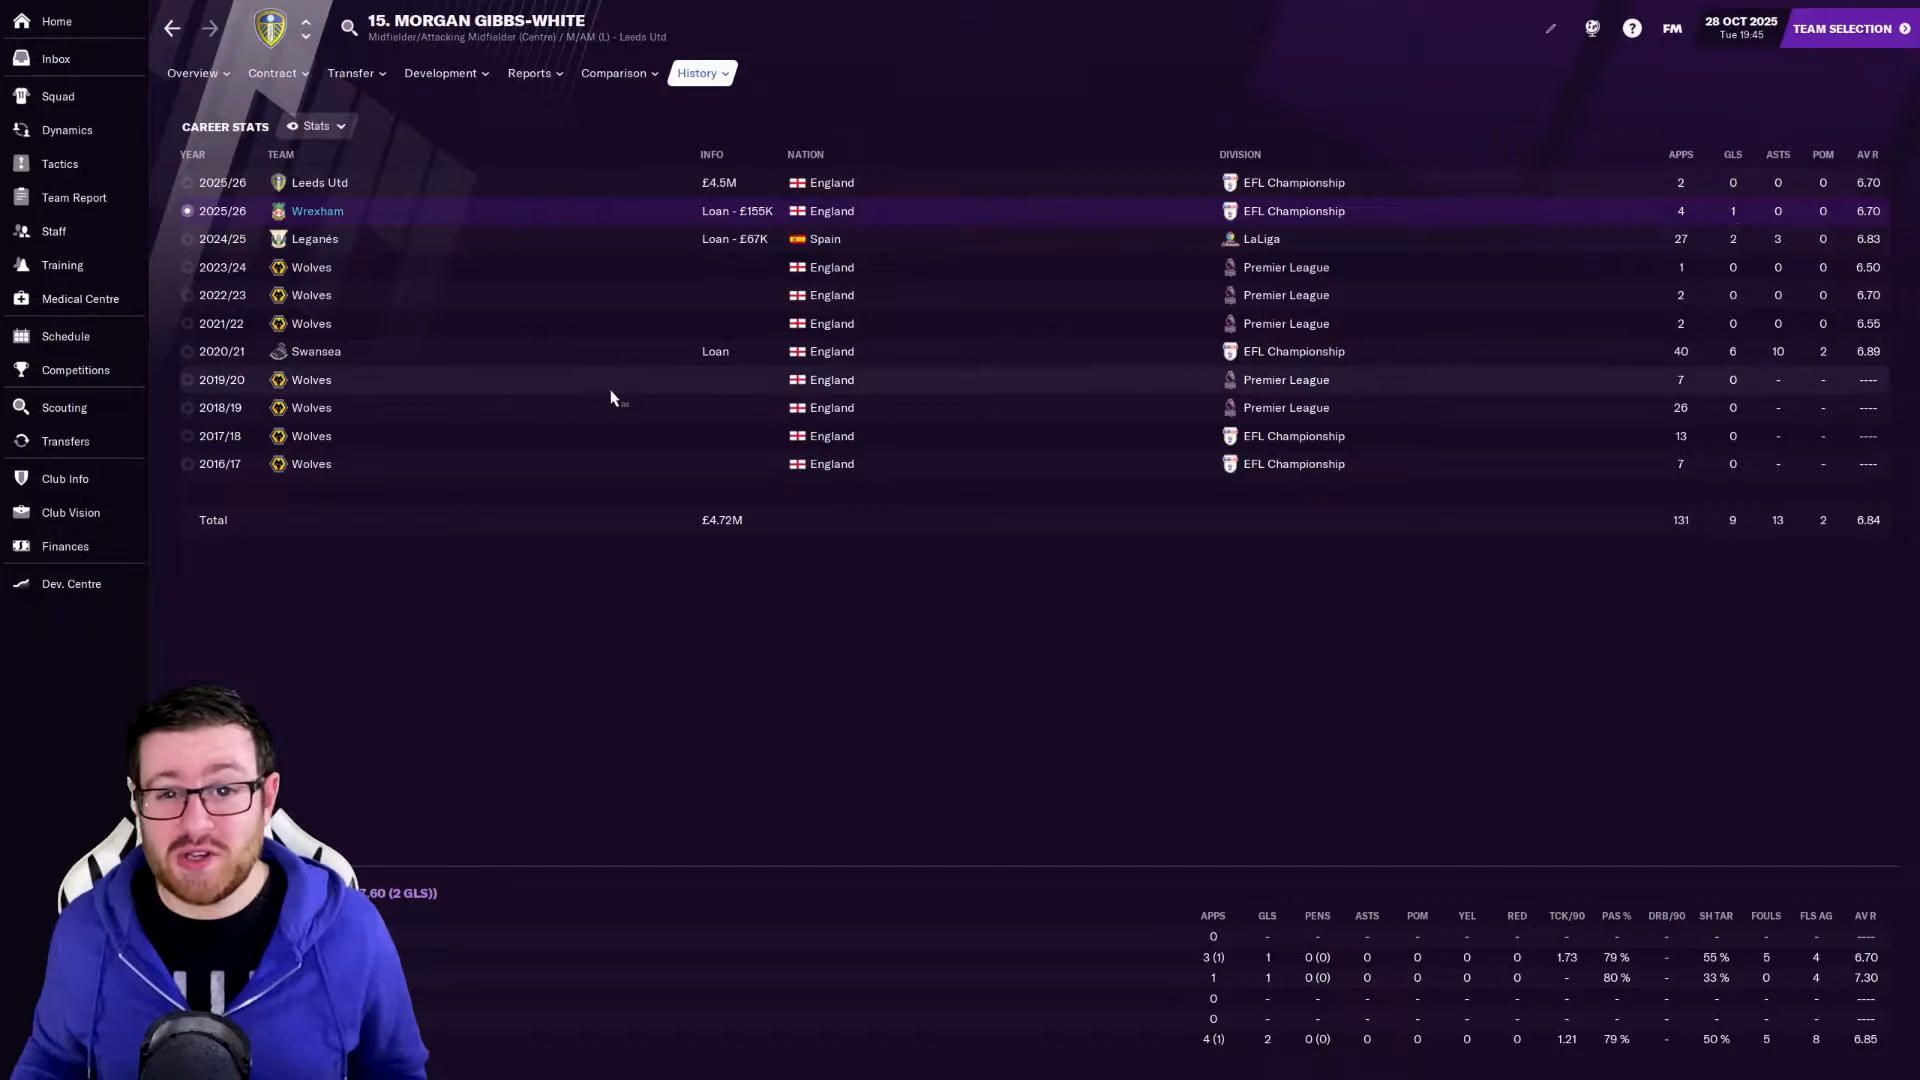 Home
Inbox
Squad
Dynamics
Tactics
Team Report
Staff
Training
Medical Centre
Schedule
Competitions
Scouting
Transfers
Club Info
Club Vision
Finances
Dev. Centre
15. MORGAN GIBBS-WHITE
Midfielder/Attacking Midfielder (Centre) / M/AM (L) - Leeds Utd
FM
28 OCT 2025
Tue 19:45
TEAM SELECTION
Overview Contract Transfer Development Reports Comparison History
CAREER STATS Stats
YEAR TEAM INFO NATION DIVISION APPS GLS ASTS POM AV R
2025/26 Leeds Utd £4.5M England EFL Championship 2 0 0 0 6.70
2025/26 Wrexham Loan - £155K England EFL Championship 4 1 0 0 6.70
2024/25 Leganés Loan - £67K Spain LaLiga 27 2 3 0 6.83
2023/24 Wolves England Premier League 1 0 0 0 6.50
2022/23 Wolves England Premier League 2 0 0 0 6.70
2021/22 Wolves England Premier League 2 0 0 0 6.55
2020/21 Swansea Loan England EFL Championship 40 6 10 2 6.89
2019/20 Wolves England Premier League 7 0 - - ----
2018/19 Wolves England Premier League 26 0 - - ----
2017/18 Wolves England EFL Championship 13 0 - - ----
2016/17 Wolves England EFL Championship 7 0 - - ----
Total £4.72M 131 9 13 2 6.84
7.60 (2 GLS))
APPS GLS PENS ASTS POM YEL RED TCK/90 PAS % DRB/90 SH TAR FOULS FLS AG AV R
0 - - - - - - - - - - - - ----
3 (1) 1 0 (0) 0 0 0 0 1.73 79 % - 55 % 5 4 6.70
1 1 0 (0) 0 0 0 0 - 80 % - 33 % 0 4 7.30
0 - - - - - - - - - - - - ----
0 - - - - - - - - - - - - ----
4 (1) 2 0 (0) 0 0 0 0 1.21 79 % - 50 % 5 8 6.85